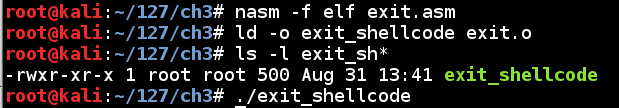 root@kali:~/127/ch3# nasm -f elf exit.asm
root@kali:~/127/ch3# ld -o exit_shellcode exit.o
root@kali:~/127/ch3# ls -l exit_sh*
-rwxr-xr-x 1 root root 500 Aug 31 13:41 exit_shellcode
root@kali:~/127/ch3# ./exit_shellcode